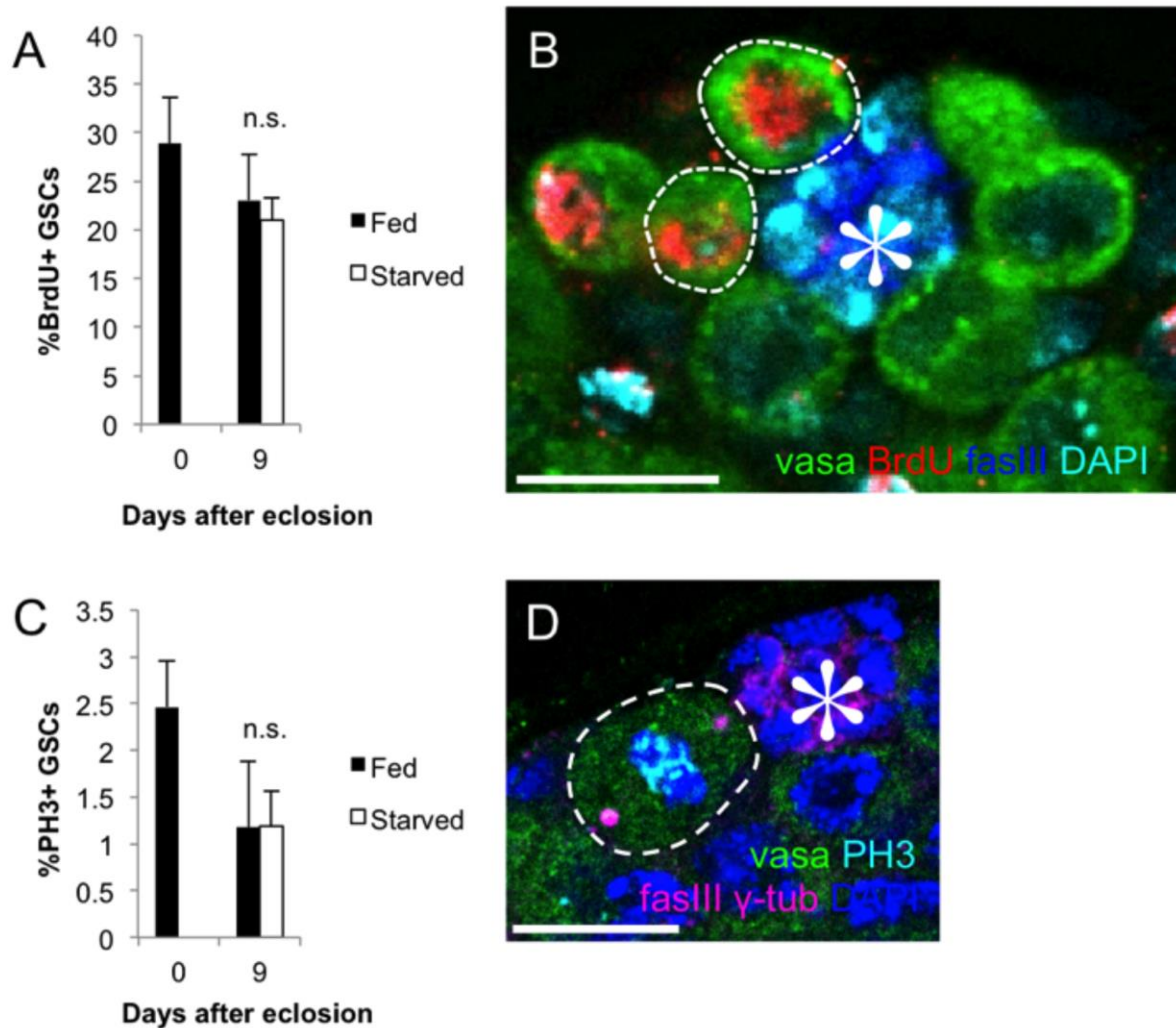 A
%BrdU+ GSCs
40
35
30
25
20
15
10
5
0
n.s.
Fed
Starved
0 9
Days after eclosion
B
vasa BrdU fasIII DAPI
C
%PH3+ GSCs
3.5
3
2.5
2
1.5
1
0.5
0
n.s.
Fed
Starved
0 9
Days after eclosion
D
vasa PH3
fasIII γ-tub DAPI